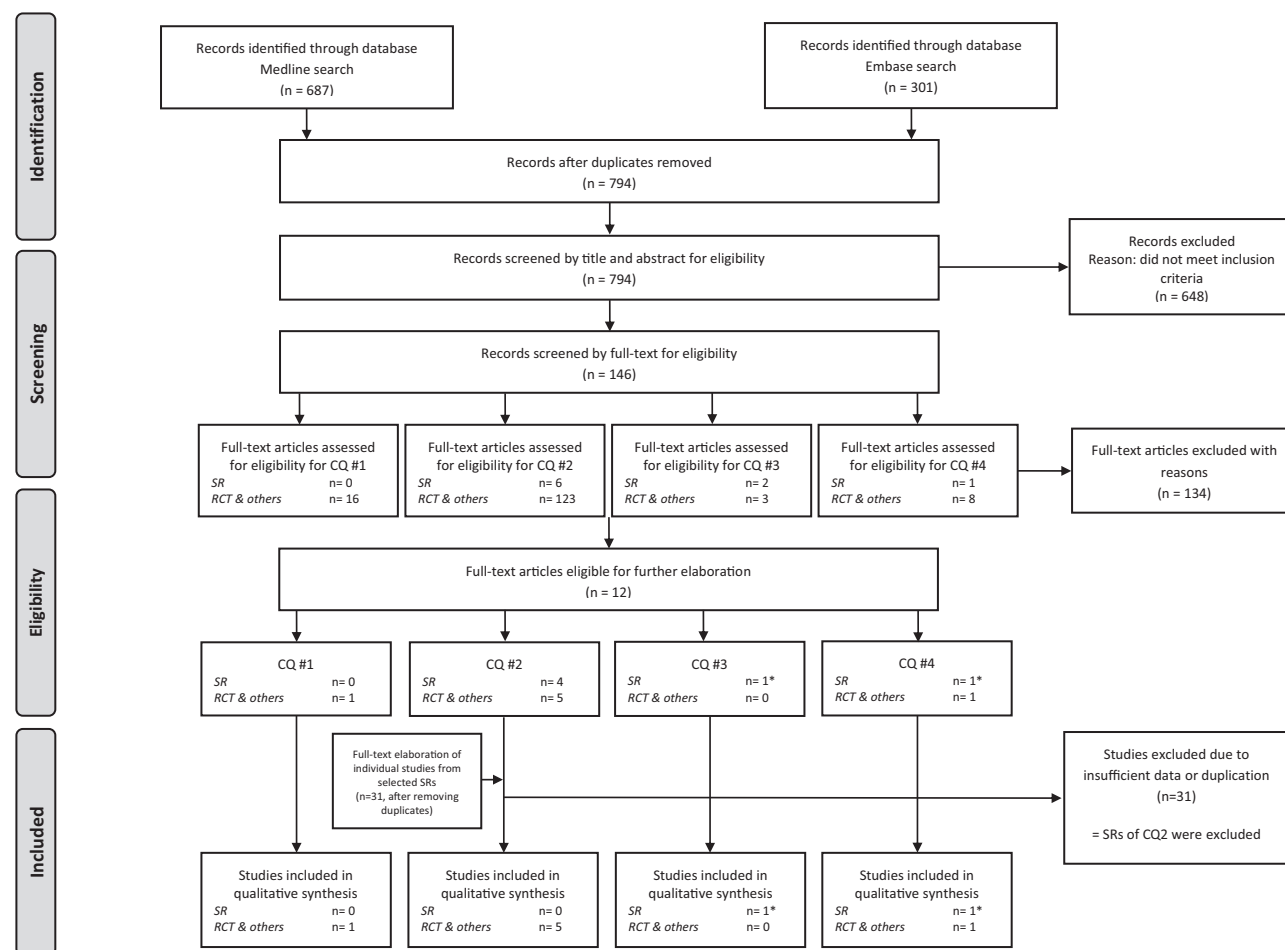 Identification
Records identified through database
Medline search
(n = 687)
Records identified through database
Embase search
(n = 301)
Records after duplicates removed
(n = 794)
Screening
Records screened by title and abstract for eligibility
(n = 794)
Records excluded
Reason: did not meet inclusion
criteria
(n = 648)
Records screened by full-text for eligibility
(n = 146)
Full-text articles assessed
for eligibility for CQ #1
SR n= 0
RCT & others n= 16
Full-text articles assessed
for eligibility for CQ #2
SR n= 6
RCT & others n= 123
Full-text articles assessed
for eligibility for CQ #3
SR n= 2
RCT & others n= 3
Full-text articles assessed
for eligibility for CQ #4
SR n= 1
RCT & others n= 8
Full-text articles excluded with
reasons
(n = 134)
Eligibility
Full-text articles eligible for further elaboration
(n = 12)
CQ #1
SR n= 0
RCT & others n= 1
CQ #2
SR n= 4
RCT & others n= 5
CQ #3
SR n= 1*
RCT & others n= 0
CQ #4
SR n= 1*
RCT & others n= 1
Included
Full-text elaboration of
individual studies from
selected SRs
(n=31, after removing
duplicates)
Studies excluded due to
insufficient data or duplication
(n=31)
= SRs of CQ2 were excluded
Studies included in
qualitative synthesis
SR n= 0
RCT & others n= 1
Studies included in
qualitative synthesis
SR n= 0
RCT & others n= 5
Studies included in
qualitative synthesis
SR n= 1*
RCT & others n= 0
Studies included in
qualitative synthesis
SR n= 1*
RCT & others n= 1